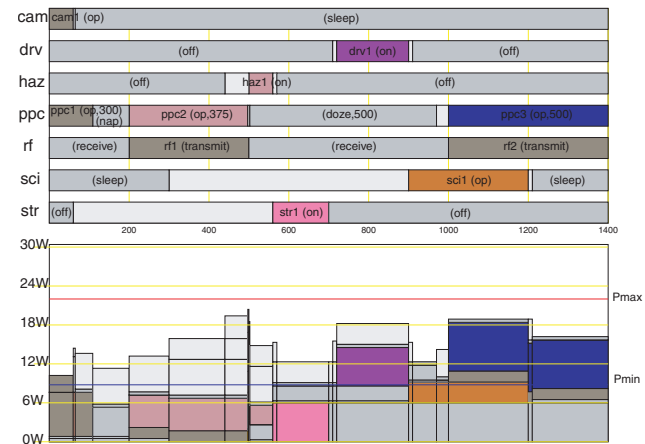 cam cam1 (op) (sleep)
drv (off) drv1 (on) (off)
haz (off) haz1 (on) (off)
ppc ppc1 (op,300) (nap) ppc2 (op,375) (doze,500) ppc3 (op,500)
rf (receive) rf1 (transmit) (receive) rf2 (transmit)
sci (sleep) sci1 (op) (sleep)
str (off) str1 (on) (off)
200 400 600 800 1000 1200 1400
30W
24W
Pmax
18W
12W
Pmin
6W
0W